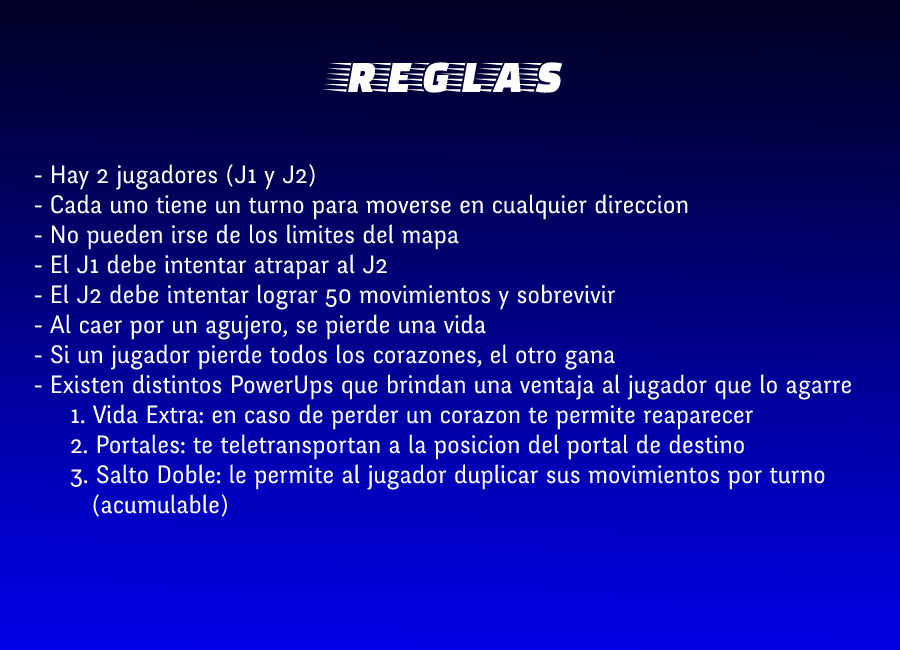 REGLAS
- Hay 2 jugadores (J1 y J2)
- Cada uno tiene un turno para moverse en cualquier direccion
- No pueden irse de los limites del mapa
- El J1 debe intentar atrapar al J2
- El J2 debe intentar lograr 50 movimientos y sobrevivir
- Al caer por un agujero, se pierde una vida
- Si un jugador pierde todos los corazones, el otro gana
- Existen distintos PowerUps que brindan una ventaja al jugador que lo agarre
1. Vida Extra: en caso de perder un corazon te permite reaparecer
2. Portales: te teletransportan a la posicion del portal de destino
3. Salto Doble: le permite al jugador duplicar sus movimientos por turno
(acumulable)